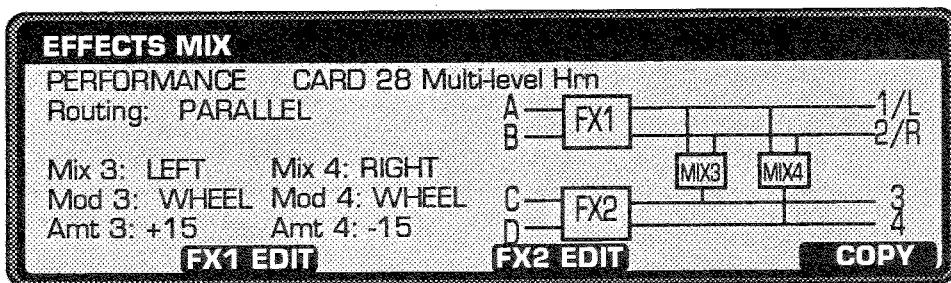 EFFECTS MIX
PERFORMANCE CARD 28 Multi-level Hrn
Routing: PARALLEL
Mix 3: LEFT Mix 4: RIGHT
Mod 3: WHEEL Mod 4: WHEEL
Amt 3: +15 Amt 4: -15
A
B
FX1
1/L
2/R
MIX3
MIX4
C
D
FX2
3
4
FX1 EDIT
FX2 EDIT
COPY